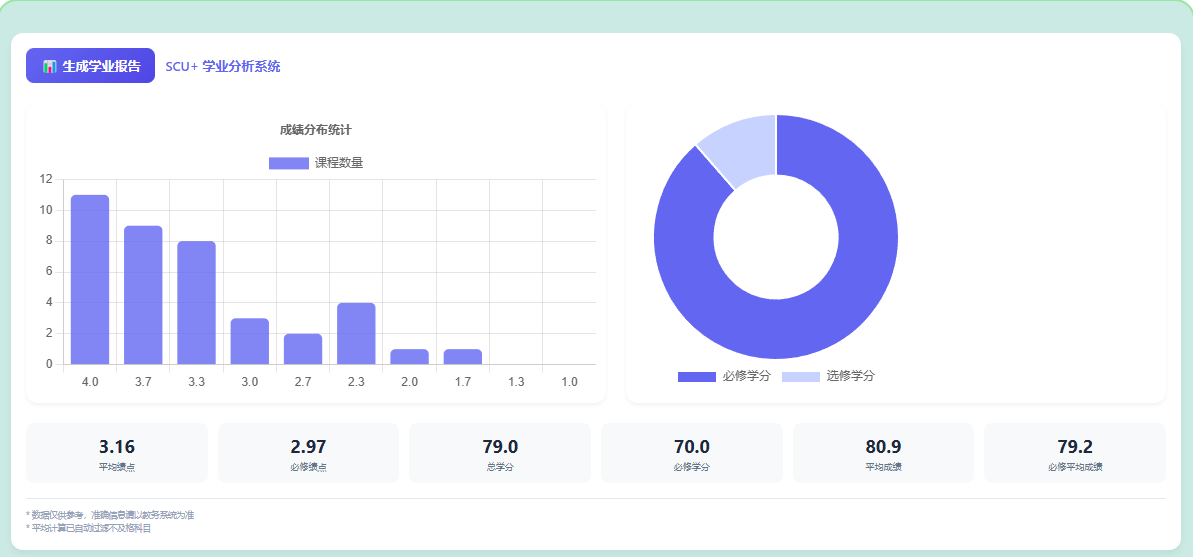 📊 生成学业报告 SCU+ 学业分析系统
成绩分布统计
课程数量
12
10
8
6
4
2
0
4.0 3.7 3.3 3.0 2.7 2.3 2.0 1.7 1.3 1.0
必修学分 选修学分
3.16 2.97 79.0 70.0 80.9 79.2
平均绩点 必修绩点 总学分 必修学分 平均成绩 必修平均成绩
* 数据仅供参考，准确信息请以教务系统为准
* 平均计算已自动过滤不及格科目